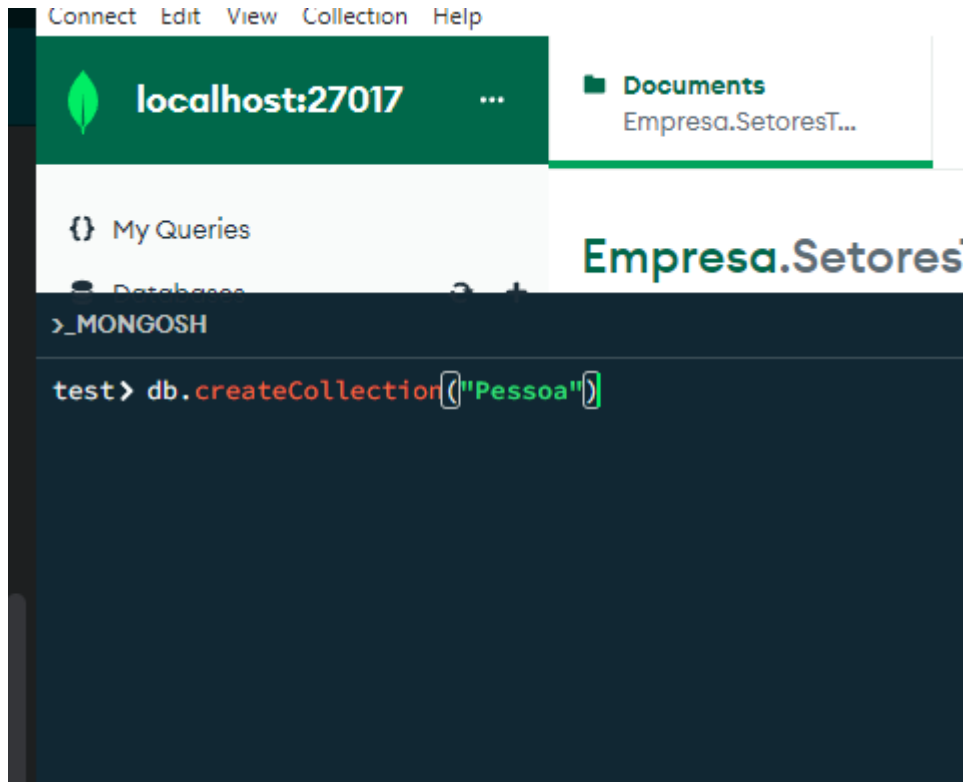 Connect Edit View Collection Help
localhost:27017 ...
Documents
Empresa.SetoresT...
{} My Queries
Empresa.Setores
Databases
>_MONGOSH
test> db.createCollection("Pessoa")